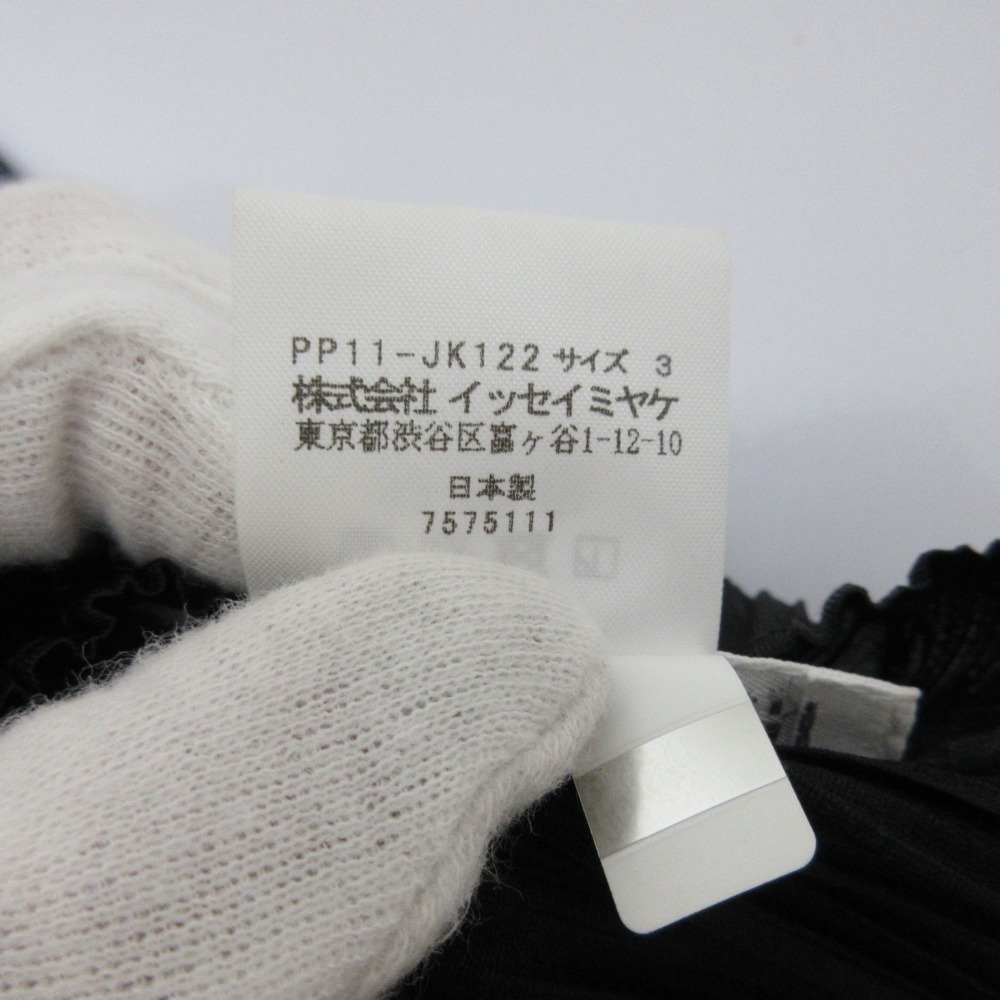 PP11-JK122 サイズ 3
株式会社 イッセイミヤケ
東京都渋谷区富ヶ谷1-12-10
日本製
7575111